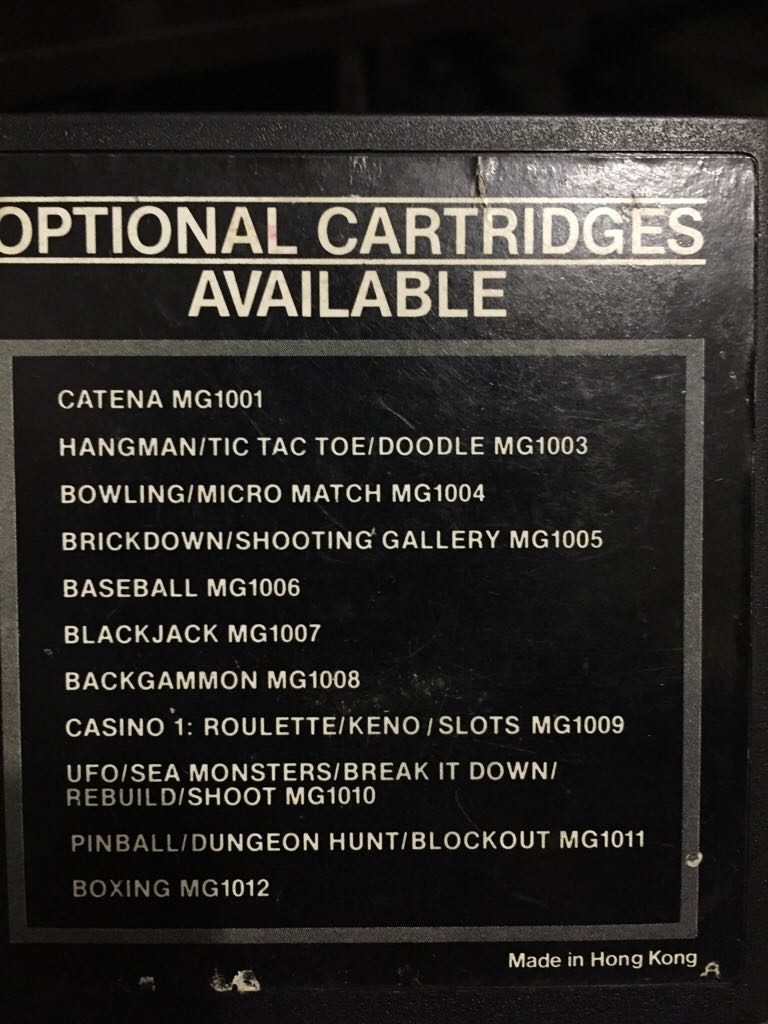 OPTIONAL CARTRIDGES
AVAILABLE
CATENA MG1001
HANGMAN/TIC TAC TOE/DOODLE MG1003
BOWLING/MICRO MATCH MG1004
BRICKDOWN/SHOOTING GALLERY MG1005
BASEBALL MG1006
BLACKJACK MG1007
BACKGAMMON MG1008
CASINO 1: ROULETTE/KENO/SLOTS MG1009
UFO/SEA MONSTERS/BREAK IT DOWN/
REBUILD/SHOOT MG1010
PINBALL/DUNGEON HUNT/BLOCKOUT MG1011
BOXING MG1012
Made in Hong Kong